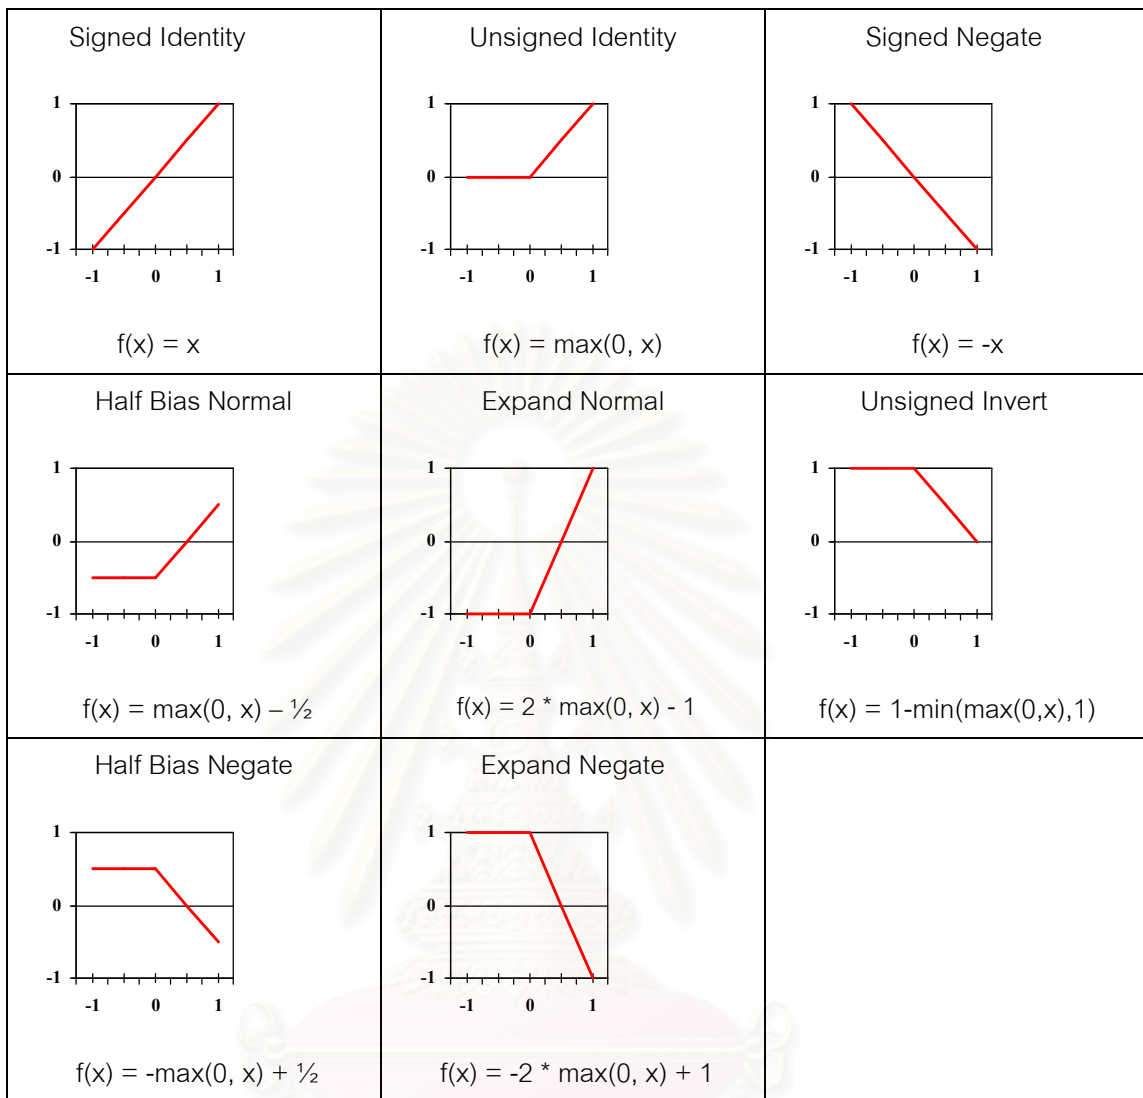 Signed Identity
1
0
-1
-1 0 1
f(x) = x
Unsigned Identity
1
0
-1
-1 0 1
f(x) = max(0, x)
Signed Negate
1
0
-1
-1 0 1
f(x) = -x
Half Bias Normal
1
0
-1
-1 0 1
f(x) = max(0, x) – ½
Expand Normal
1
0
-1
-1 0 1
f(x) = 2 * max(0, x) - 1
Unsigned Invert
1
0
-1
-1 0 1
f(x) = 1-min(max(0,x),1)
Half Bias Negate
1
0
-1
-1 0 1
f(x) = -max(0, x) + ½
Expand Negate
1
0
-1
-1 0 1
f(x) = -2 * max(0, x) + 1